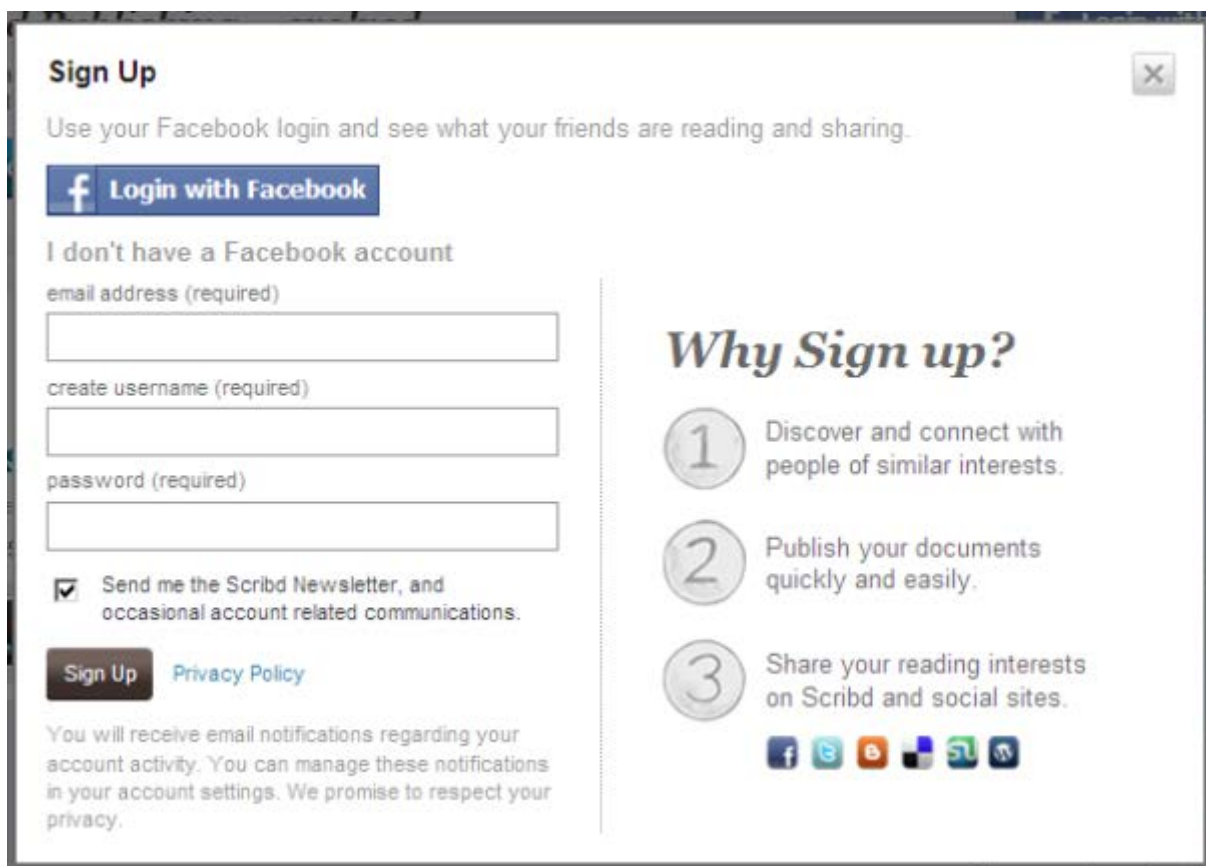 Sign Up
Use your Facebook login and see what your friends are reading and sharing.
f Login with Facebook
I don't have a Facebook account
email address (required)
create username (required)
password (required)
Send me the Scribd Newsletter, and
occasional account related communications.
Sign Up Privacy Policy
You will receive email notifications regarding your
account activity. You can manage these notifications
in your account settings. We promise to respect your
privacy.
Why Sign up?
1 Discover and connect with
people of similar interests.
2 Publish your documents
quickly and easily.
3 Share your reading interests
on Scribd and social sites.